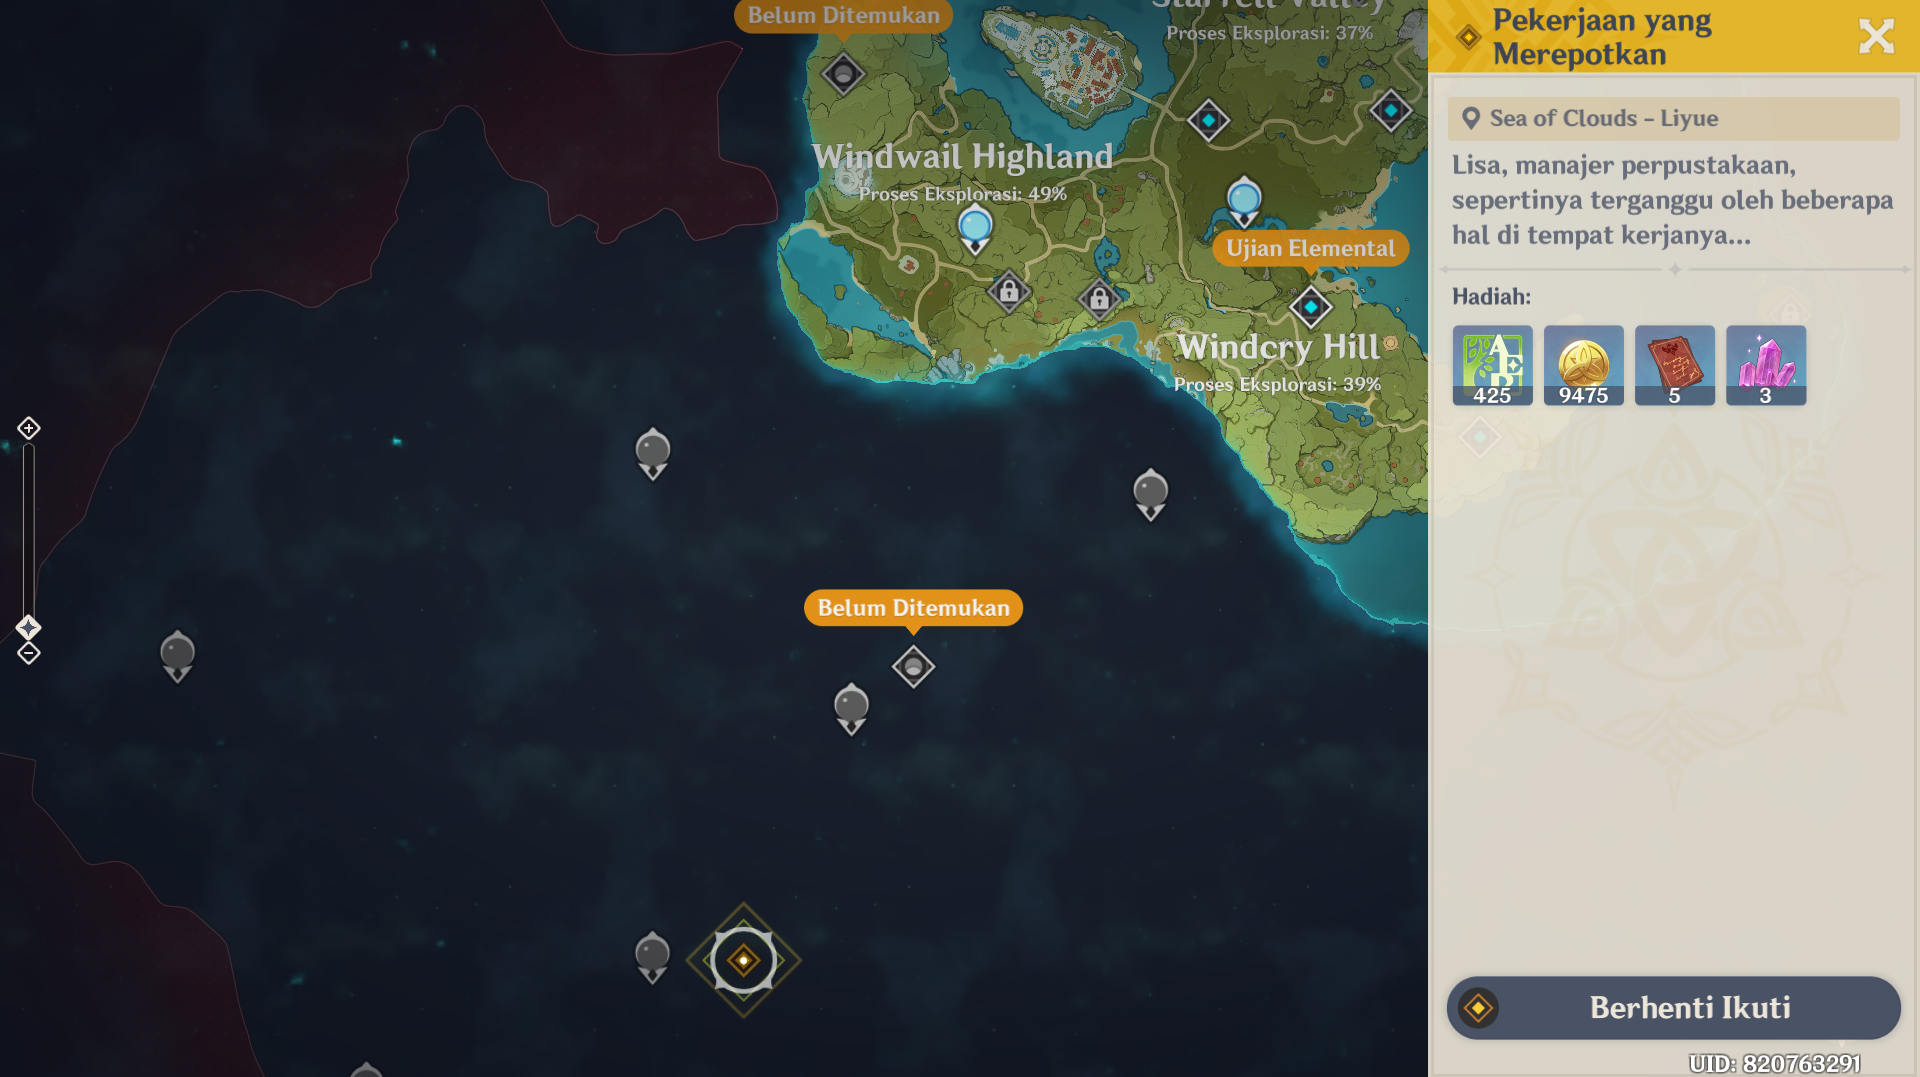 Belum Ditemukan
Starfell Valley
Proses Eksplorasi: 37%
Windwail Highland
Proses Eksplorasi: 49%
Ujian Elemental
Windcry Hill
Proses Eksplorasi: 39%
Belum Ditemukan
Pekerjaan yang
Merepotkan
Sea of Clouds - Liyue
Lisa, manajer perpustakaan,
sepertinya terganggu oleh beberapa
hal di tempat kerjanya...
Hadiah:
425
9475
5
3
Berhenti Ikuti
UID: 820763291